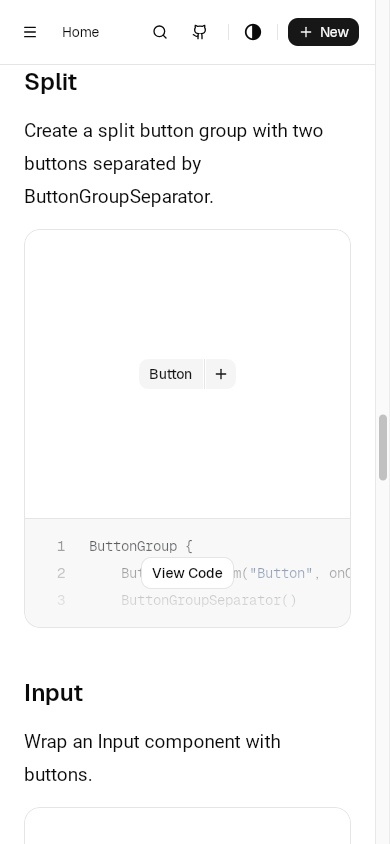 Home
New
Split
Create a split button group with two
buttons separated by
ButtonGroupSeparator.
Button
1 ButtonGroup {
2 But m("Button", onC
View Code
3 ButtonGroupSeparator()
Input
Wrap an Input component with
buttons.